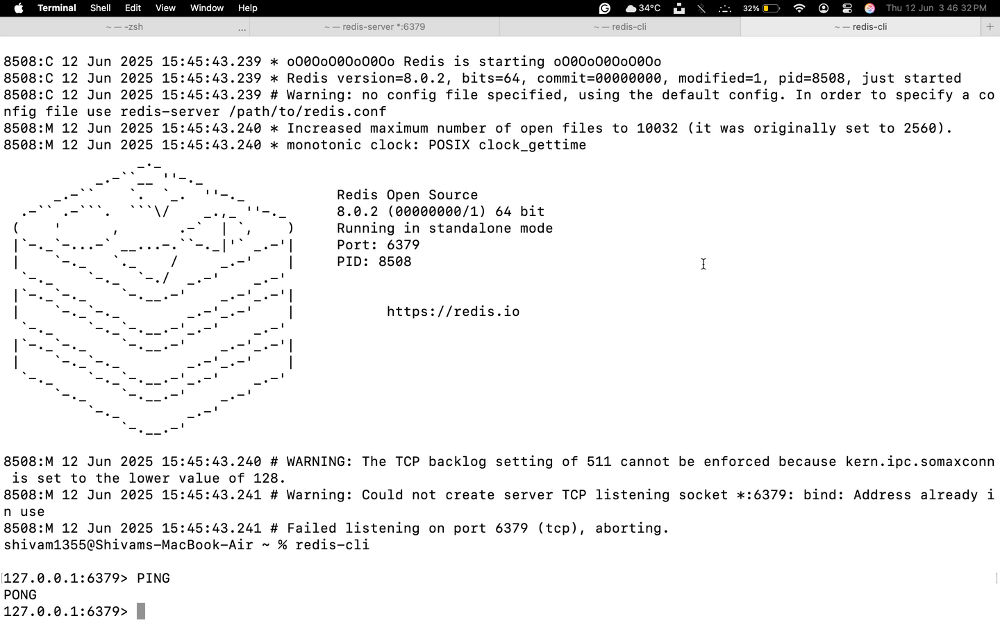 Terminal Shell Edit View Window Help 34°C 32% Thu 12 Jun 3 46 32 PM
~ — -zsh ... ~ — redis-server *:6379 ~ — redis-cli ~ — redis-cli +
8508:C 12 Jun 2025 15:45:43.239 * oO0OoO0OoO0Oo Redis is starting oO0OoO0OoO0Oo
8508:C 12 Jun 2025 15:45:43.239 * Redis version=8.0.2, bits=64, commit=00000000, modified=1, pid=8508, just started
8508:C 12 Jun 2025 15:45:43.239 # Warning: no config file specified, using the default config. In order to specify a co
nfig file use redis-server /path/to/redis.conf
8508:M 12 Jun 2025 15:45:43.240 * Increased maximum number of open files to 10032 (it was originally set to 2560).
8508:M 12 Jun 2025 15:45:43.240 * monotonic clock: POSIX clock_gettime
Redis Open Source
8.0.2 (00000000/1) 64 bit
Running in standalone mode
Port: 6379
PID: 8508
https://redis.io
8508:M 12 Jun 2025 15:45:43.240 # WARNING: The TCP backlog setting of 511 cannot be enforced because kern.ipc.somaxconn
is set to the lower value of 128.
8508:M 12 Jun 2025 15:45:43.241 # Warning: Could not create server TCP listening socket *:6379: bind: Address already i
n use
8508:M 12 Jun 2025 15:45:43.241 # Failed listening on port 6379 (tcp), aborting.
shivam1355@Shivams-MacBook-Air ~ % redis-cli
127.0.0.1:6379> PING
PONG
127.0.0.1:6379>